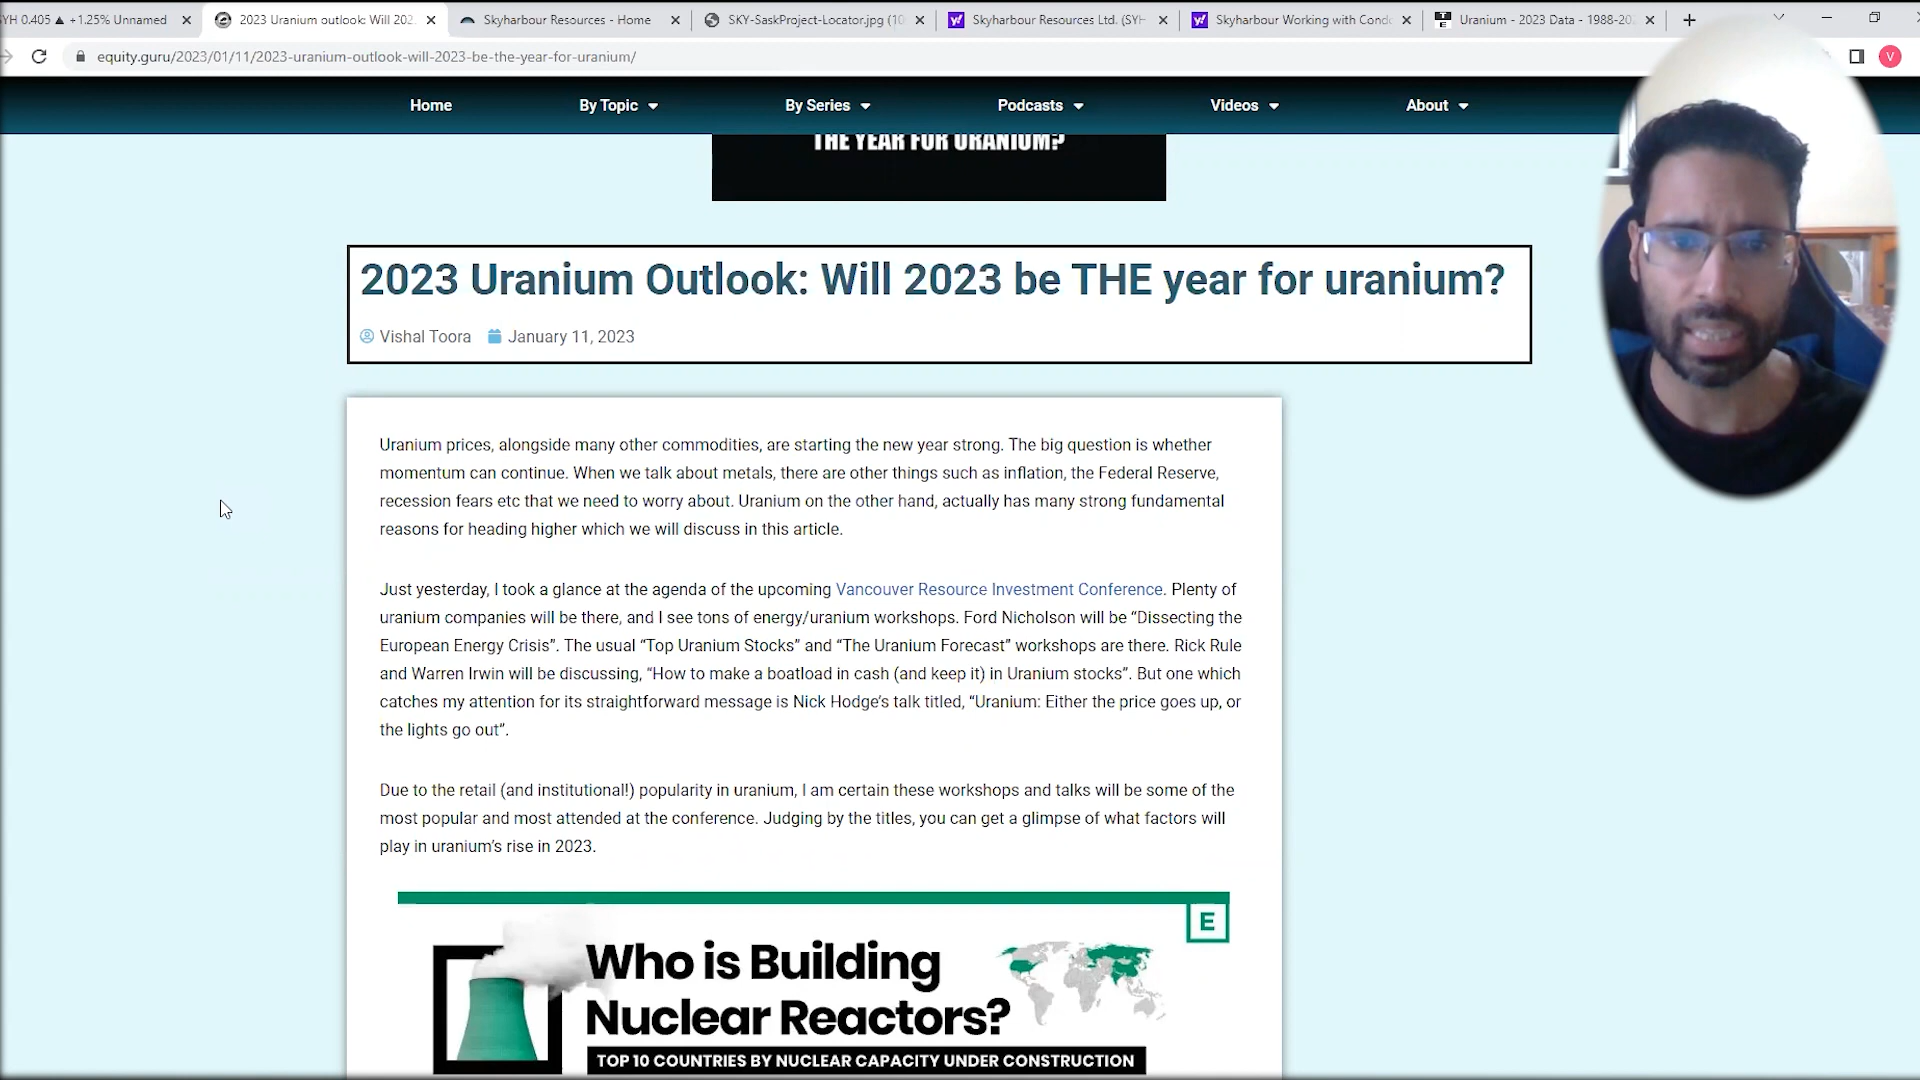 SYH 0.405 ▲ +1.25% Unnamed
2023 Uranium outlook: Will 202
Skyharbour Resources - Home
SKY-SaskProject-Locator.jpg (10
Skyharbour Resources Ltd. (SYH
Skyharbour Working with Condo
Uranium - 2023 Data - 1988-20
equity.guru/2023/01/11/2023-uranium-outlook-will-2023-be-the-year-for-uranium/
V
Home
By Topic
By Series
Podcasts
Videos
About
THE YEAR FOR URANIUM?
2023 Uranium Outlook: Will 2023 be THE year for uranium?
Vishal Toora
January 11, 2023
Uranium prices, alongside many other commodities, are starting the new year strong. The big question is whether
momentum can continue. When we talk about metals, there are other things such as inflation, the Federal Reserve,
recession fears etc that we need to worry about. Uranium on the other hand, actually has many strong fundamental
reasons for heading higher which we will discuss in this article.
Just yesterday, I took a glance at the agenda of the upcoming Vancouver Resource Investment Conference. Plenty of
uranium companies will be there, and I see tons of energy/uranium workshops. Ford Nicholson will be “Dissecting the
European Energy Crisis”. The usual “Top Uranium Stocks” and “The Uranium Forecast” workshops are there. Rick Rule
and Warren Irwin will be discussing, “How to make a boatload in cash (and keep it) in Uranium stocks”. But one which
catches my attention for its straightforward message is Nick Hodge’s talk titled, “Uranium: Either the price goes up, or
the lights go out”.
Due to the retail (and institutional!) popularity in uranium, I am certain these workshops and talks will be some of the
most popular and most attended at the conference. Judging by the titles, you can get a glimpse of what factors will
play in uranium’s rise in 2023.
E
Who is Building
Nuclear Reactors?
TOP 10 COUNTRIES BY NUCLEAR CAPACITY UNDER CONSTRUCTION